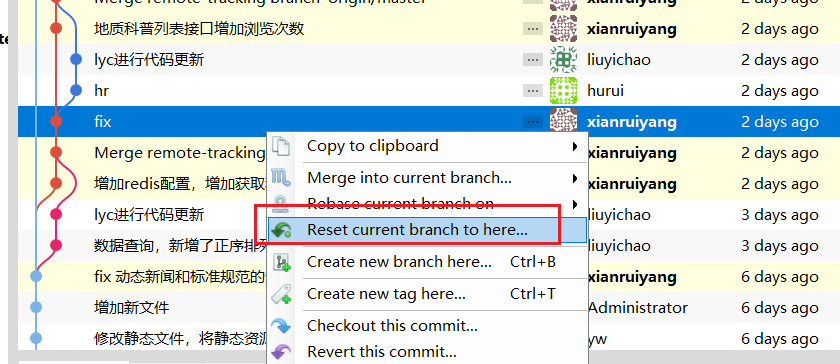 Merge remote-tracking branch 'origin/master' xianruiyang 2 days ago
地质科普列表接口增加浏览次数 xianruiyang 2 days ago
lyc进行代码更新 liuyichao 2 days ago
hr hurui 2 days ago
fix xianruiyang 2 days ago
Merge remote-tracking xianruiyang 2 days ago
增加redis配置，增加获取 xianruiyang 2 days ago
lyc进行代码更新 liuyichao 3 days ago
数据查询，新增了正序排 liuyichao 3 days ago
fix 动态新闻和标准规范的 xianruiyang 6 days ago
增加新文件 Administrator 6 days ago
修改静态文件，将静态资源 yw 6 days ago
Copy to clipboard
Merge into current branch...
Rebase current branch on
Reset current branch to here...
Create new branch here... Ctrl+B
Create new tag here... Ctrl+T
Checkout this commit...
Revert this commit...